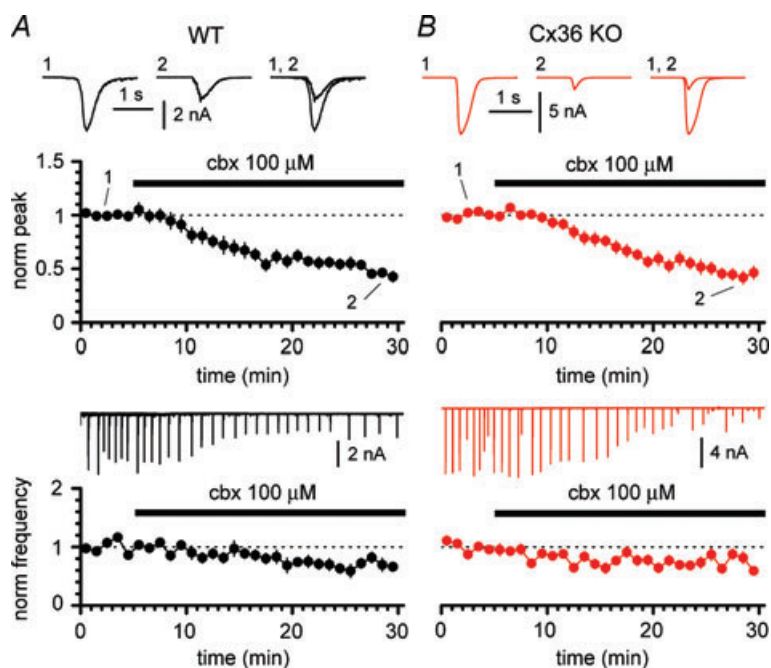 A WT
1 2 1, 2
1 s 2 nA
norm peak
cbx 100 µM
1.5
1
0.5
0
1
2
0 10 20 30
time (min)
2 nA
norm frequency
cbx 100 µM
2
1
0
0 10 20 30
time (min)
B Cx36 KO
1 2 1, 2
1 s 5 nA
cbx 100 µM
1
2
0 10 20 30
time (min)
4 nA
cbx 100 µM
0 10 20 30
time (min)